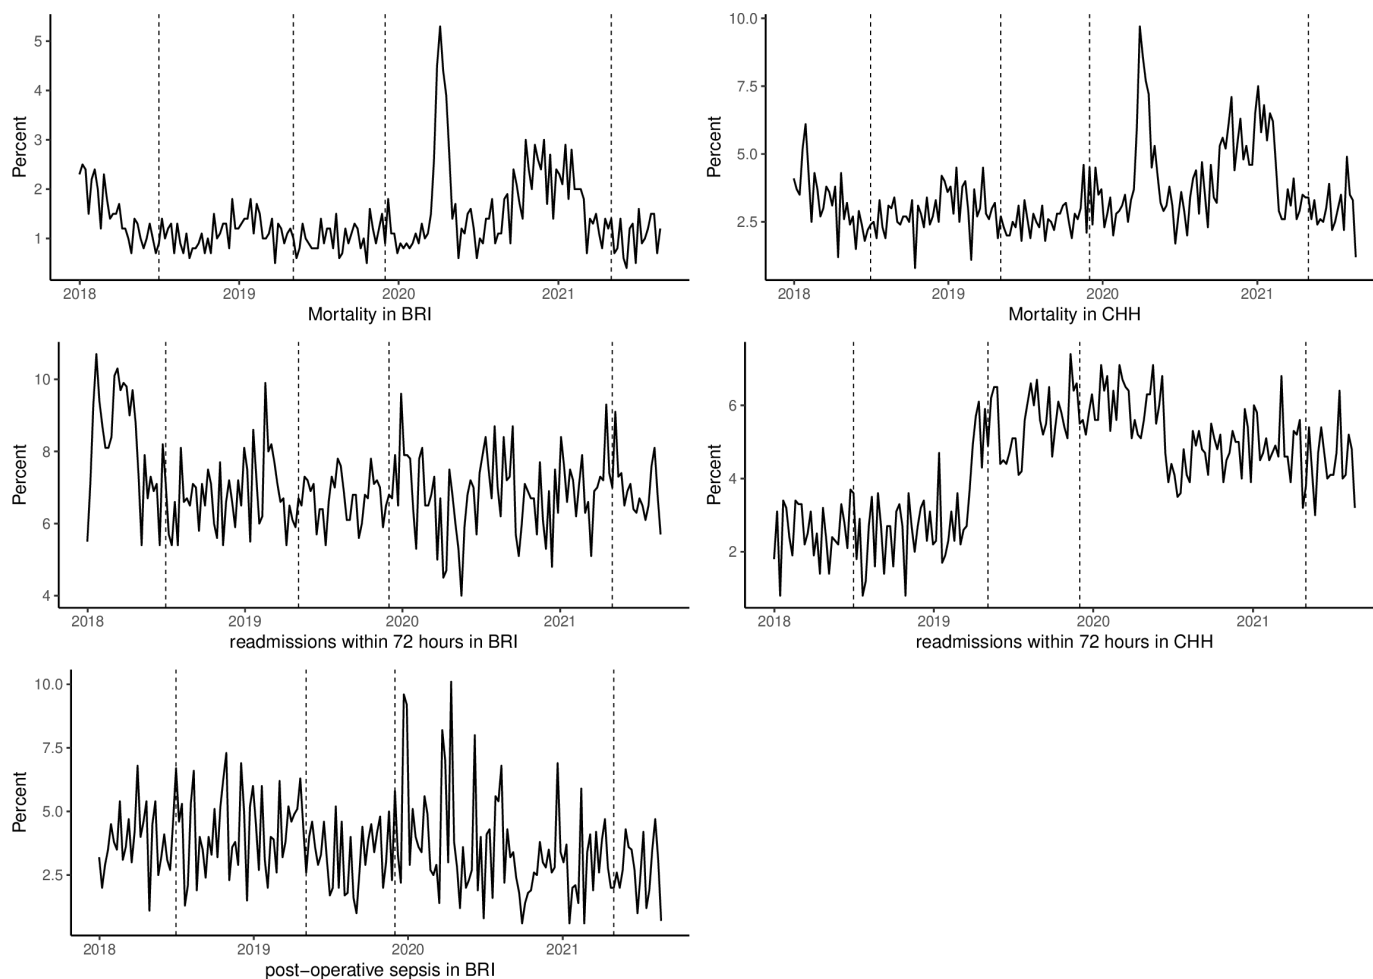 5
4
3
2
1
Percent
2018 2019 2020 2021
Mortality in BRI
10.0
7.5
5.0
2.5
Percent
2018 2019 2020 2021
Mortality in CHH
10
8
6
4
Percent
2018 2019 2020 2021
readmissions within 72 hours in BRI
6
4
2
Percent
2018 2019 2020 2021
readmissions within 72 hours in CHH
10.0
7.5
5.0
2.5
Percent
2018 2019 2020 2021
post−operative sepsis in BRI